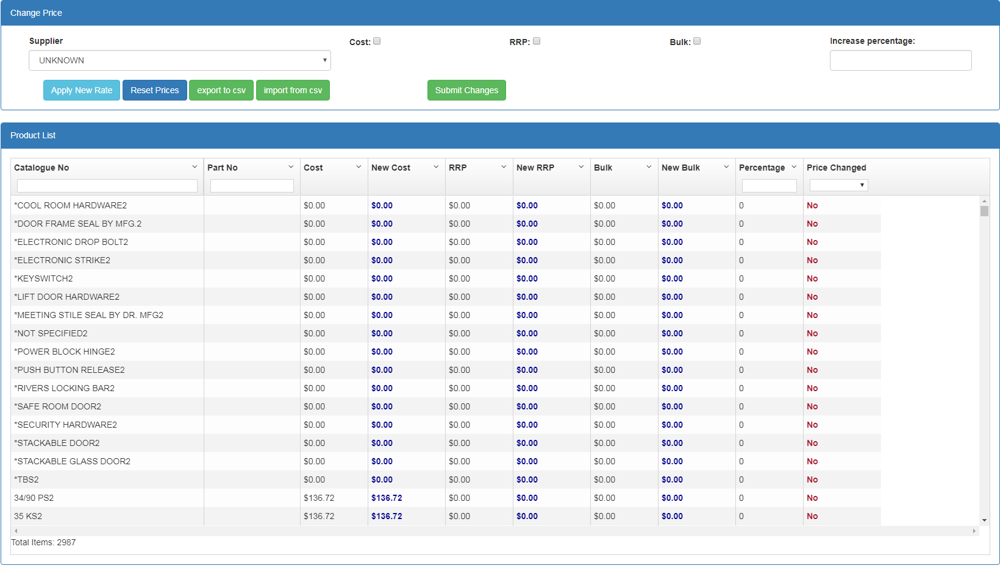 Change Price
Supplier Cost: RRP: Bulk: Increase percentage:
UNKNOWN
Apply New Rate Reset Prices export to csv import from csv Submit Changes
Product List
Catalogue No Part No Cost New Cost RRP New RRP Bulk New Bulk Percentage Price Changed
*COOL ROOM HARDWARE2 $0.00 $0.00 $0.00 $0.00 $0.00 $0.00 0 No
*DOOR FRAME SEAL BY MFG.2 $0.00 $0.00 $0.00 $0.00 $0.00 $0.00 0 No
*ELECTRONIC DROP BOLT2 $0.00 $0.00 $0.00 $0.00 $0.00 $0.00 0 No
*ELECTRONIC STRIKE2 $0.00 $0.00 $0.00 $0.00 $0.00 $0.00 0 No
*KEYSWITCH2 $0.00 $0.00 $0.00 $0.00 $0.00 $0.00 0 No
*LIFT DOOR HARDWARE2 $0.00 $0.00 $0.00 $0.00 $0.00 $0.00 0 No
*MEETING STILE SEAL BY DR. MFG2 $0.00 $0.00 $0.00 $0.00 $0.00 $0.00 0 No
*NOT SPECIFIED2 $0.00 $0.00 $0.00 $0.00 $0.00 $0.00 0 No
*POWER BLOCK HINGE2 $0.00 $0.00 $0.00 $0.00 $0.00 $0.00 0 No
*PUSH BUTTON RELEASE2 $0.00 $0.00 $0.00 $0.00 $0.00 $0.00 0 No
*RIVERS LOCKING BAR2 $0.00 $0.00 $0.00 $0.00 $0.00 $0.00 0 No
*SAFE ROOM DOOR2 $0.00 $0.00 $0.00 $0.00 $0.00 $0.00 0 No
*SECURITY HARDWARE2 $0.00 $0.00 $0.00 $0.00 $0.00 $0.00 0 No
*STACKABLE DOOR2 $0.00 $0.00 $0.00 $0.00 $0.00 $0.00 0 No
*STACKABLE GLASS DOOR2 $0.00 $0.00 $0.00 $0.00 $0.00 $0.00 0 No
*TBS2 $0.00 $0.00 $0.00 $0.00 $0.00 $0.00 0 No
34/90 PS2 $136.72 $136.72 $0.00 $0.00 $0.00 $0.00 0 No
35 KS2 $136.72 $136.72 $0.00 $0.00 $0.00 $0.00 0 No
Total Items: 2987